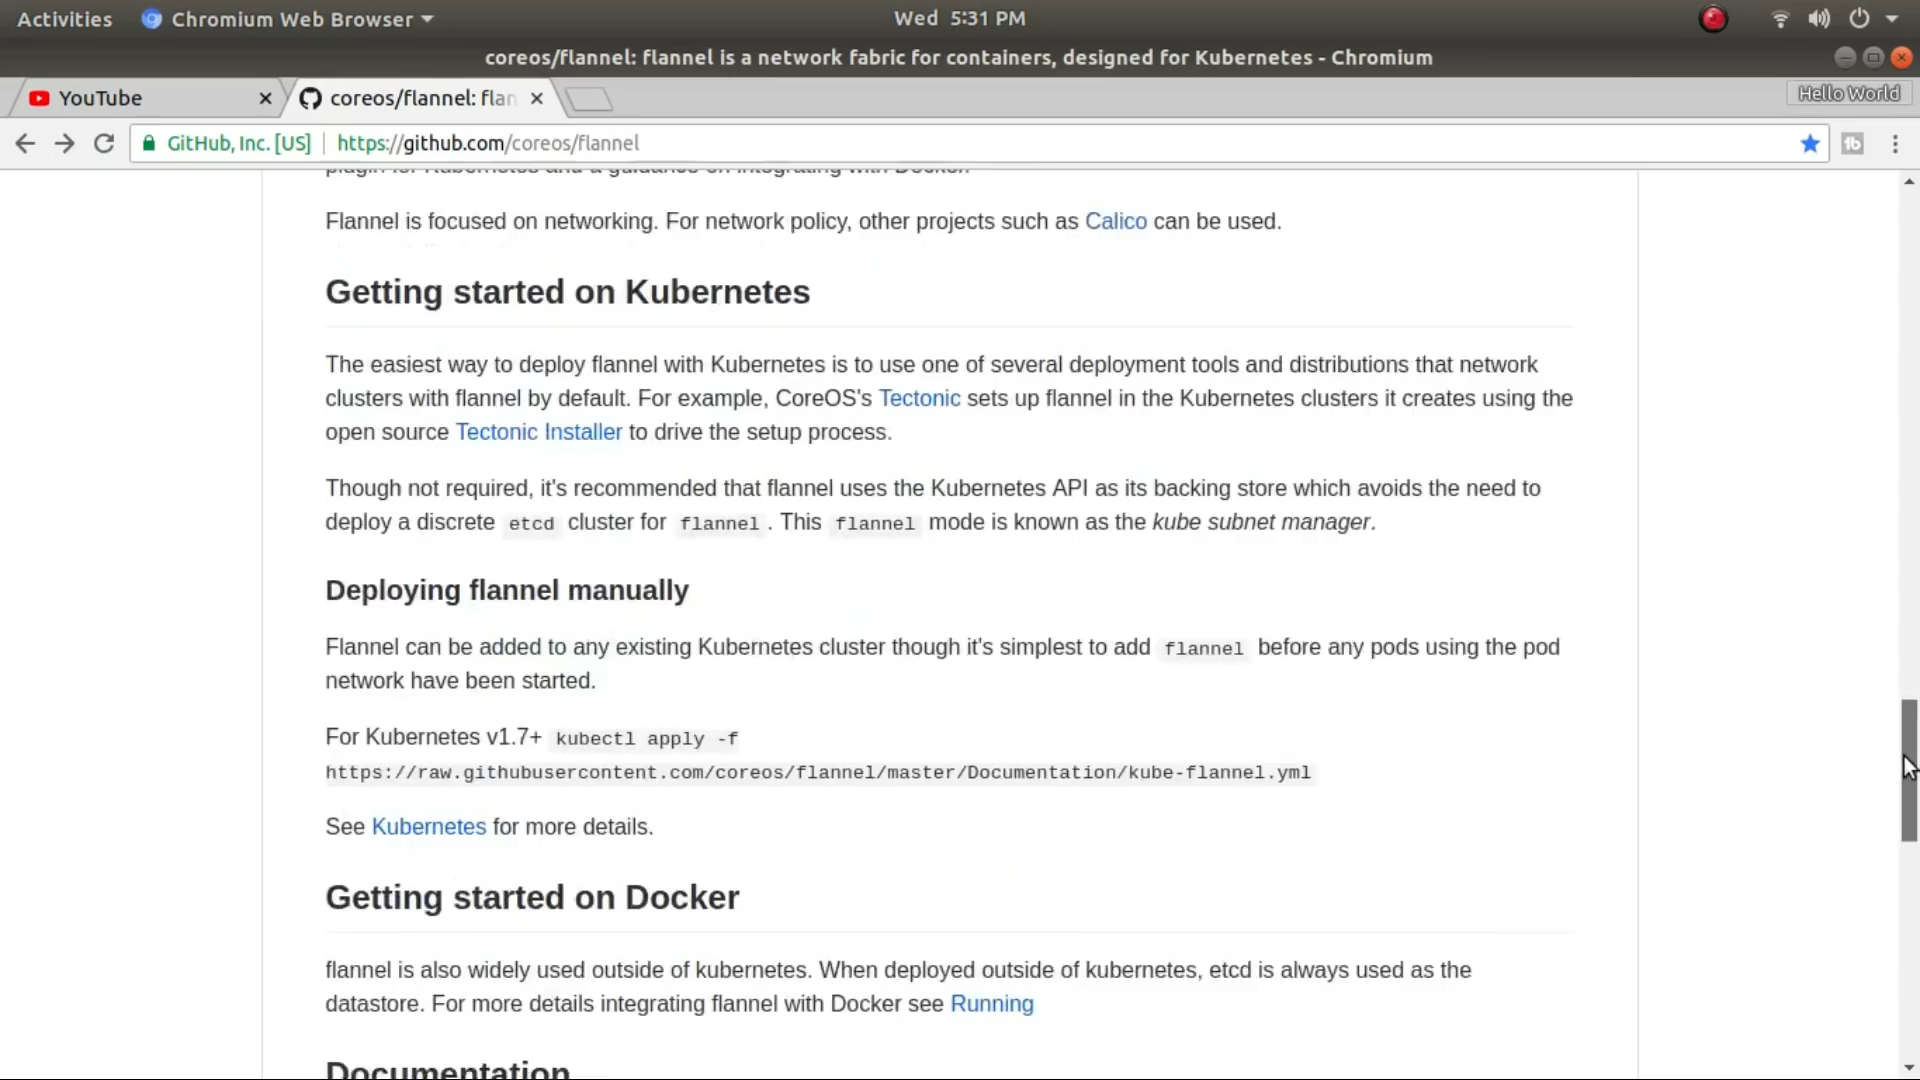 Activities Chromium Web Browser Wed 5:31 PM
coreos/flannel: flannel is a network fabric for containers, designed for Kubernetes - Chromium
YouTube coreos/flannel: flan Hello World
GitHub, Inc. [US] https://github.com/coreos/flannel
plugin for Kubernetes and a guidance on integrating with Docker.
Flannel is focused on networking. For network policy, other projects such as Calico can be used.
Getting started on Kubernetes
The easiest way to deploy flannel with Kubernetes is to use one of several deployment tools and distributions that network
clusters with flannel by default. For example, CoreOS's Tectonic sets up flannel in the Kubernetes clusters it creates using the
open source Tectonic Installer to drive the setup process.
Though not required, it's recommended that flannel uses the Kubernetes API as its backing store which avoids the need to
deploy a discrete etcd cluster for flannel . This flannel mode is known as the kube subnet manager.
Deploying flannel manually
Flannel can be added to any existing Kubernetes cluster though it's simplest to add flannel before any pods using the pod
network have been started.
For Kubernetes v1.7+ kubectl apply -f
https://raw.githubusercontent.com/coreos/flannel/master/Documentation/kube-flannel.yml
See Kubernetes for more details.
Getting started on Docker
flannel is also widely used outside of kubernetes. When deployed outside of kubernetes, etcd is always used as the
datastore. For more details integrating flannel with Docker see Running
Documentation